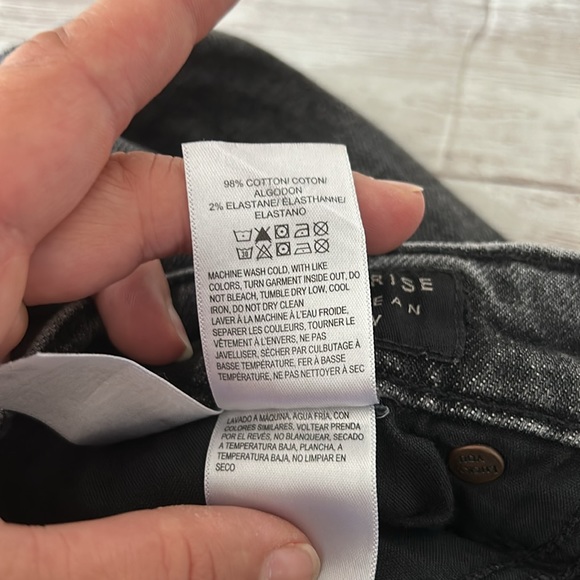 98% COTTON/ COTON/
ALGODON
2% ELASTANE/ ÉLASTHANNE/
ELASTANO
MACHINE WASH COLD, WITH LIKE
COLORS, TURN GARMENT INSIDE OUT, DO
NOT BLEACH, TUMBLE DRY LOW, COOL
IRON, DO NOT DRY CLEAN
LAVER À LA MACHINE À L'EAU FROIDE,
SEPARER LES COULEURS, TOURNER LE
VÊTEMENT À L'ENVERS, NE PAS
JAVELLISER, SÉCHER PAR CULBUTAGE À
BASSE TEMPÉRATURE, FER À BASSE
TEMPÉRATURE, NE PAS NETTOYER À SEC
LAVADO A MÁQUINA, AGUA FRÍA, CON
COLORES SIMILARES, VOLTEAR PRENDA
POR EL REVÉS, NO BLANQUEAR, SECADO
A TEMPERATURA BAJA, PLANCHA, A
TEMPERATURA BAJA, NO LIMPIAR EN
SECO
RISE
EAN